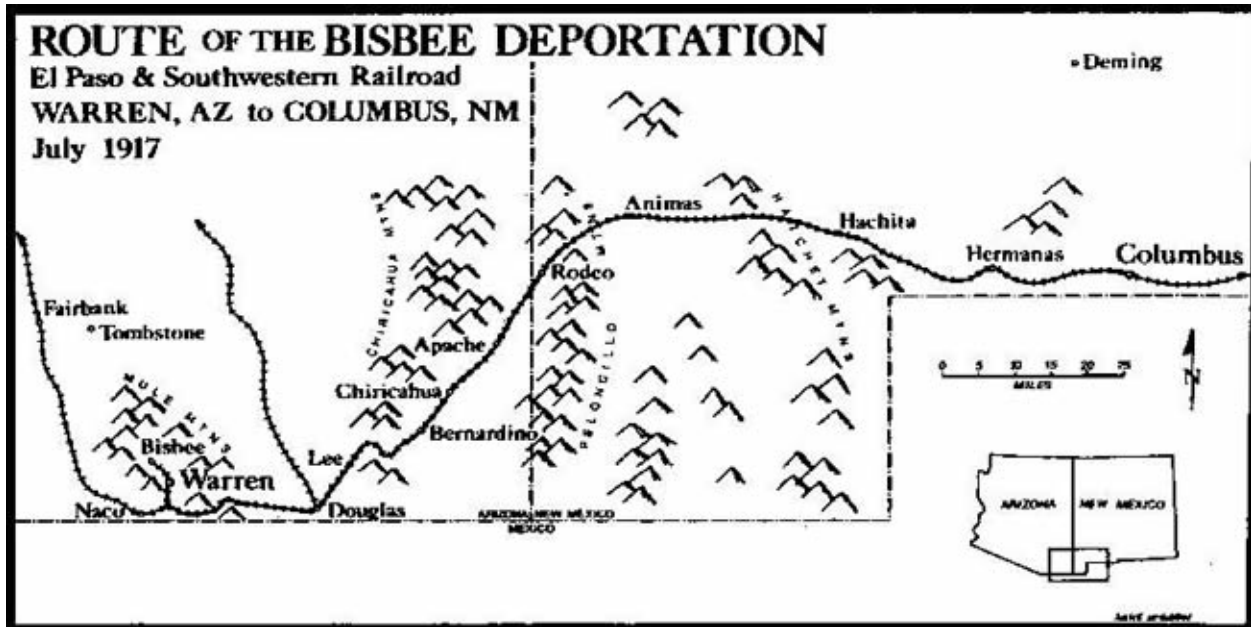 ROUTE OF THE BISBEE DEPORTATION
El Paso & Southwestern Railroad
WARREN, AZ to COLUMBUS, NM
July 1917
Deming
CHIRICAHUA MTNS
Animas
MTNS
HATCHET MTNS
Hachita
Hermanas
Columbus
Rodeo
Fairbank
Tombstone
Apache
PELONCILLO
0 5 10 15 20 25
MILES
N
MULE MTNS
Chiricahua
Bernardino
Bisbee
Lee
Warren
Naco
Douglas
ARIZONA NEW MEXICO
MEXICO
ARIZONA
NEW MEXICO